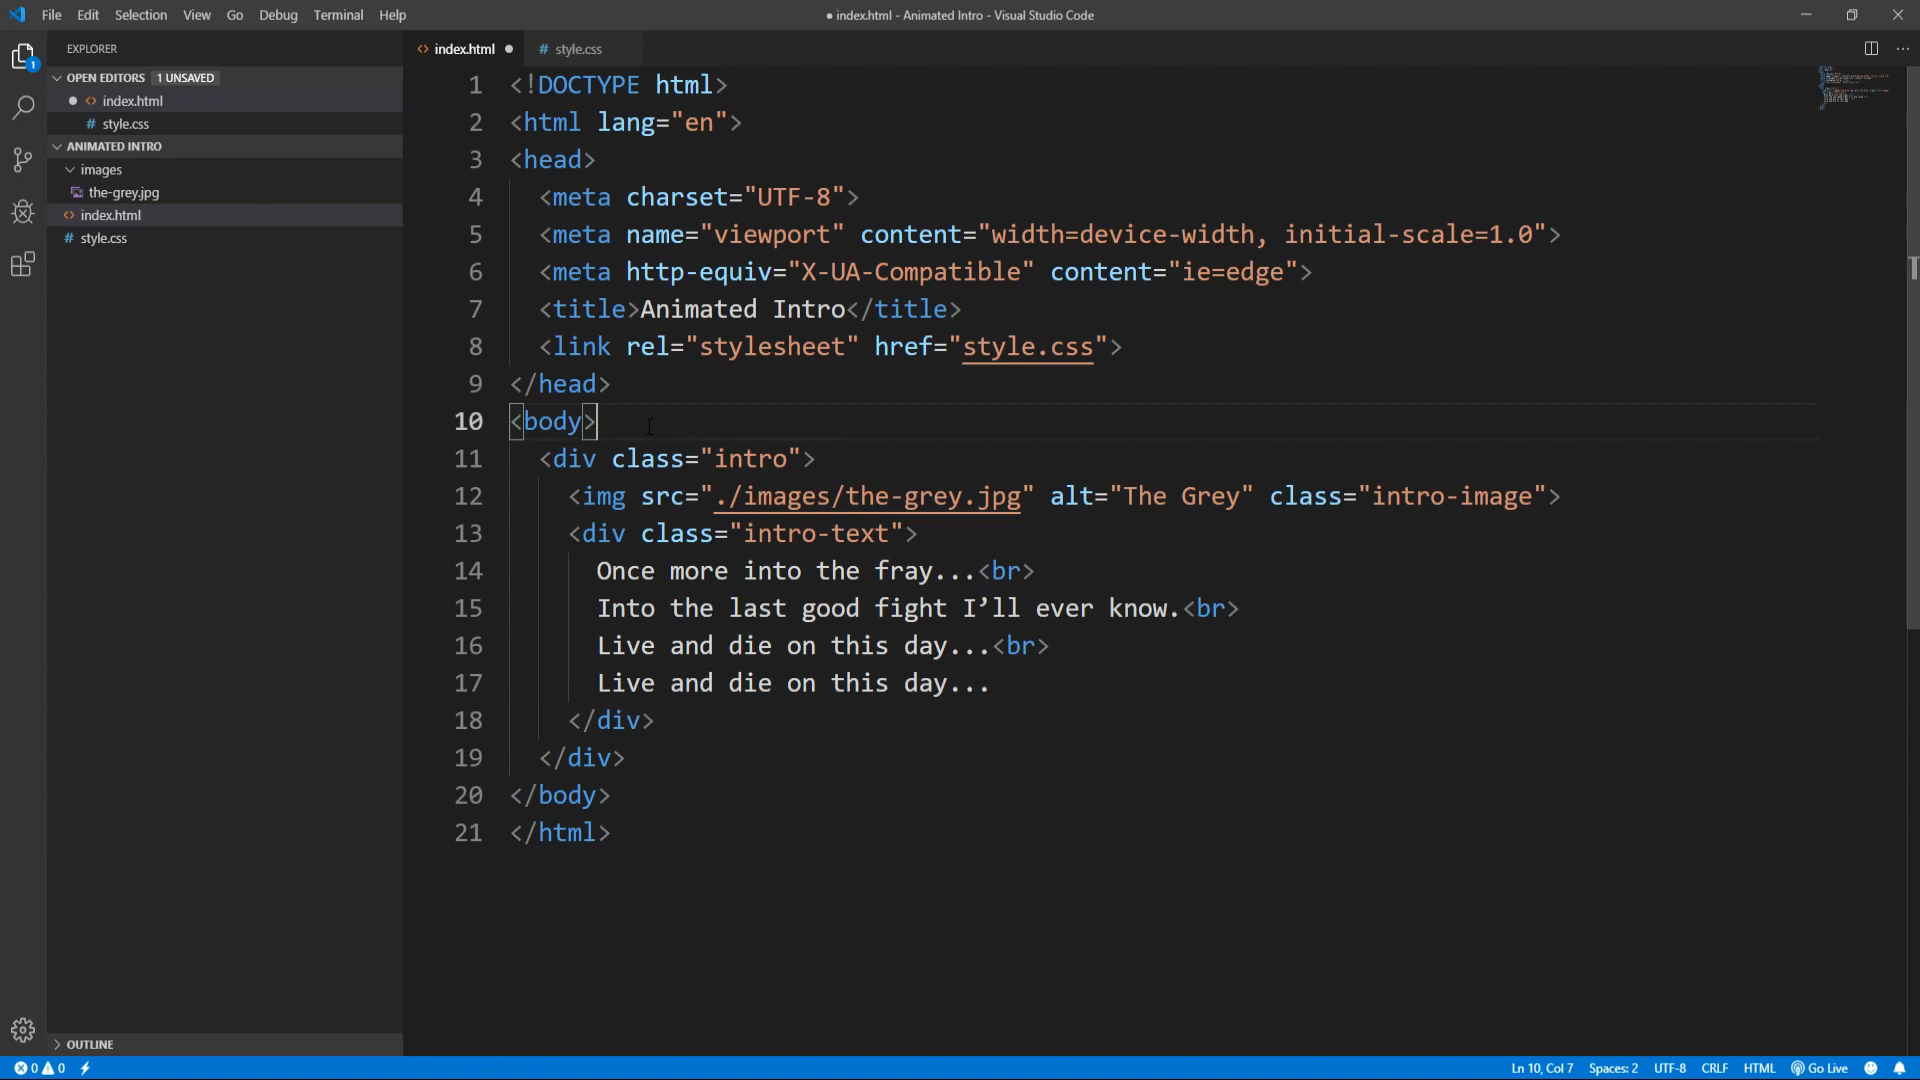 File Edit Selection View Go Debug Terminal Help
● index.html - Animated Intro - Visual Studio Code
EXPLORER
OPEN EDITORS 1 UNSAVED
index.html
style.css
ANIMATED INTRO
images
the-grey.jpg
index.html
style.css
OUTLINE
1
index.html
style.css
1 <!DOCTYPE html>
2 <html lang="en">
3 <head>
4 <meta charset="UTF-8">
5 <meta name="viewport" content="width=device-width, initial-scale=1.0">
6 <meta http-equiv="X-UA-Compatible" content="ie=edge">
7 <title>Animated Intro</title>
8 <link rel="stylesheet" href="style.css">
9 </head>
10 <body>
11 <div class="intro">
12 <img src="./images/the-grey.jpg" alt="The Grey" class="intro-image">
13 <div class="intro-text">
14 Once more into the fray...<br>
15 Into the last good fight I’ll ever know.<br>
16 Live and die on this day...<br>
17 Live and die on this day...
18 </div>
19 </div>
20 </body>
21 </html>
0 0 Ln 10, Col 7 Spaces: 2 UTF-8 CRLF HTML Go Live